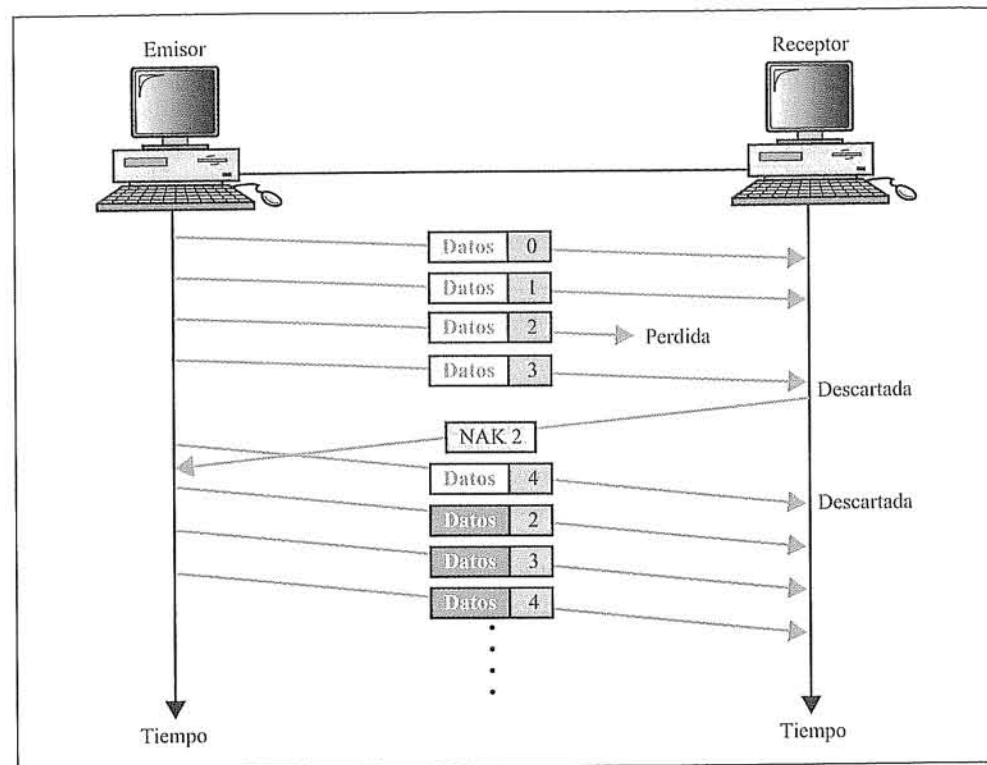 Emisor
Receptor
Datos 0
Datos 1
Datos 2
Perdida
Datos 3
Descartada
NAK 2
Datos 4
Descartada
Datos 2
Datos 3
Datos 4
Tiempo
Tiempo